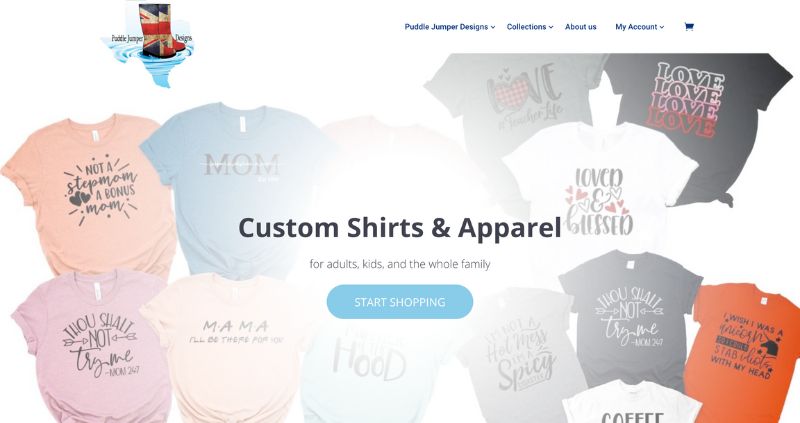 Puddle Jumper Designs
Puddle Jumper Designs
Collections
About us
My Account
LOVE
a Teacher Life
LOVE
LOVE
LOVE
LOVE
NOT A
stepmom
A BONUS
mom
MOM
LOVED
&
BLESSED
Custom Shirts & Apparel
for adults, kids, and the whole family
START SHOPPING
THOU SHALT
NOT
try me
-MOM 24:7
MAMA
I'LL BE THERE FOR YOU
HOOD
NOT A
Hot Mess
I'M A
Spicy
THOU SHALT
NOT
try me
-MOM 24:7
I WISH I WAS A
unicorn
SO I COULD
STAB idiots
WITH MY HEAD
COFFEE